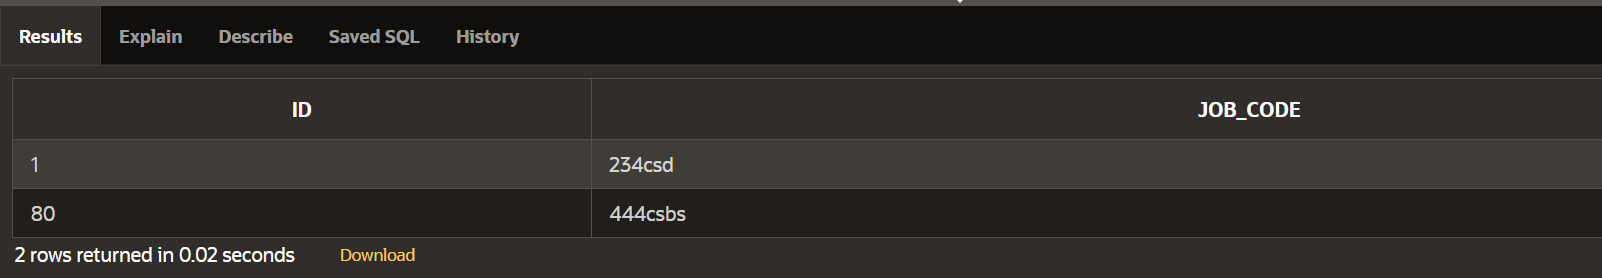 Results Explain Describe Saved SQL History
ID JOB_CODE
1 234csd
80 444csbs
2 rows returned in 0.02 seconds Download